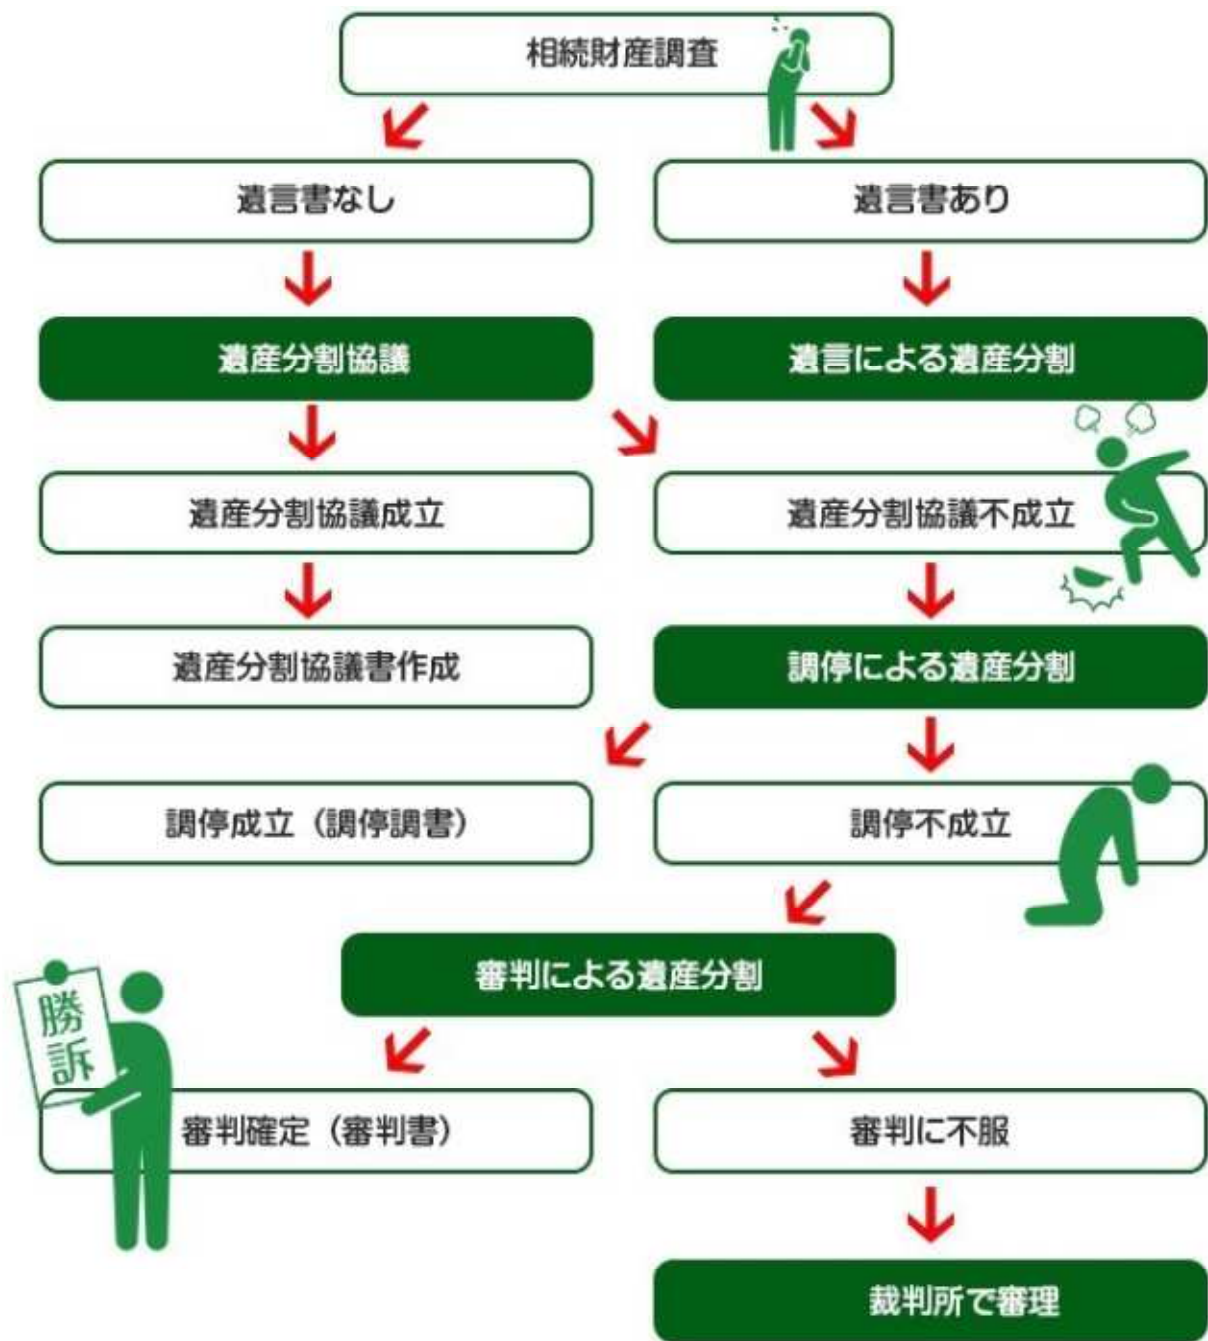 相続財産調査
遺言書なし
遺言書あり
遺産分割協議
遺言による遺産分割
遺産分割協議成立
遺産分割協議不成立
遺産分割協議書作成
調停による遺産分割
調停成立（調停調書）
調停不成立
審判による遺産分割
勝
訴
審判確定（審判書）
審判に不服
裁判所で審理